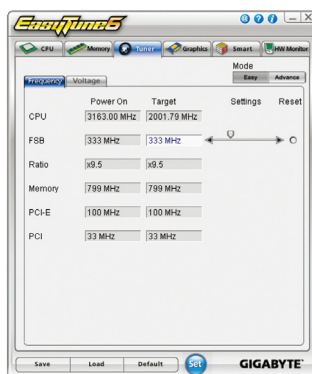 EasyTune6
CPU Memory Tuner Graphics Smart HW Monitor
Mode
Easy Advance
Frequency Voltage
Power On Target Settings Reset
CPU 3163.00 MHz 2001.79 MHz
FSB 333 MHz 333 MHz
Ratio x9.5 x9.5
Memory 799 MHz 799 MHz
PCI-E 100 MHz 100 MHz
PCI 33 MHz 33 MHz
Save Load Default Set GIGABYTE